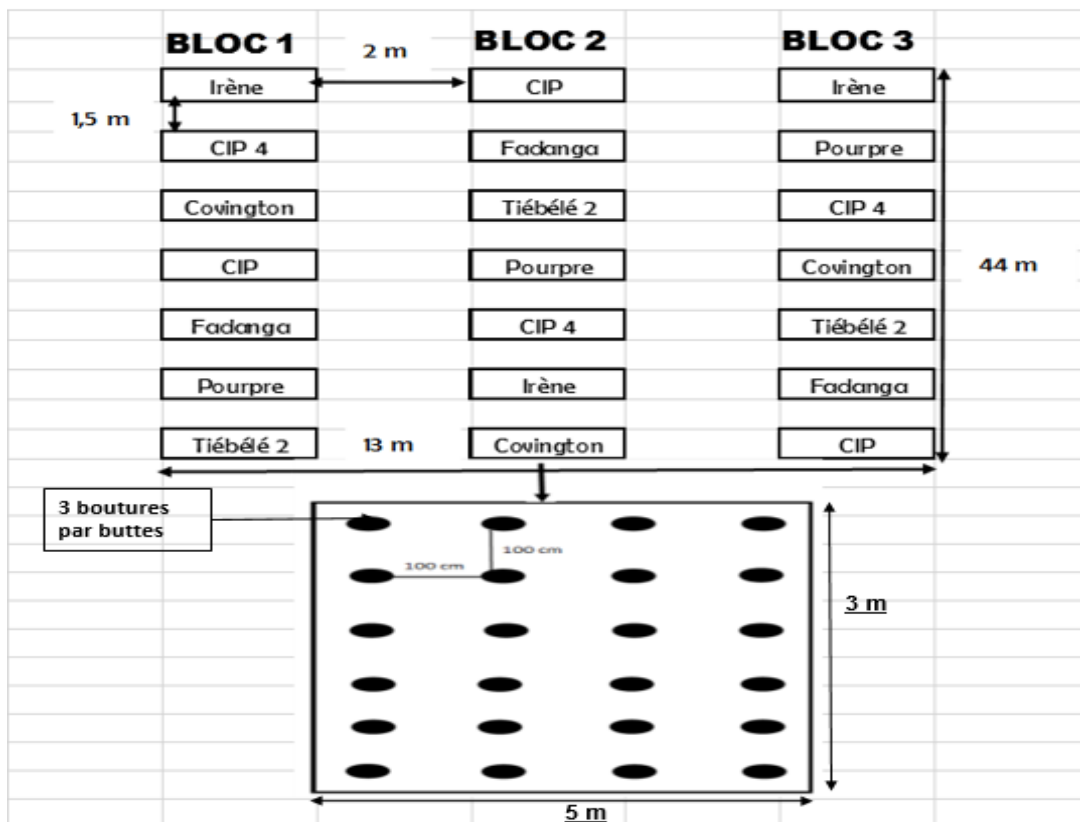 BLOC 1
BLOC 2
BLOC 3
2 m
Irène
CIP
Irène
1,5 m
CIP 4
Fadanga
Pourpre
Covington
Tiébélé 2
CIP 4
CIP
Pourpre
Covington
44 m
Fadanga
CIP 4
Tiébélé 2
Pourpre
Irène
Fadanga
Tiébélé 2
13 m
Covington
CIP
3 boutures
par buttes
100 cm
100 cm
3 m
5 m